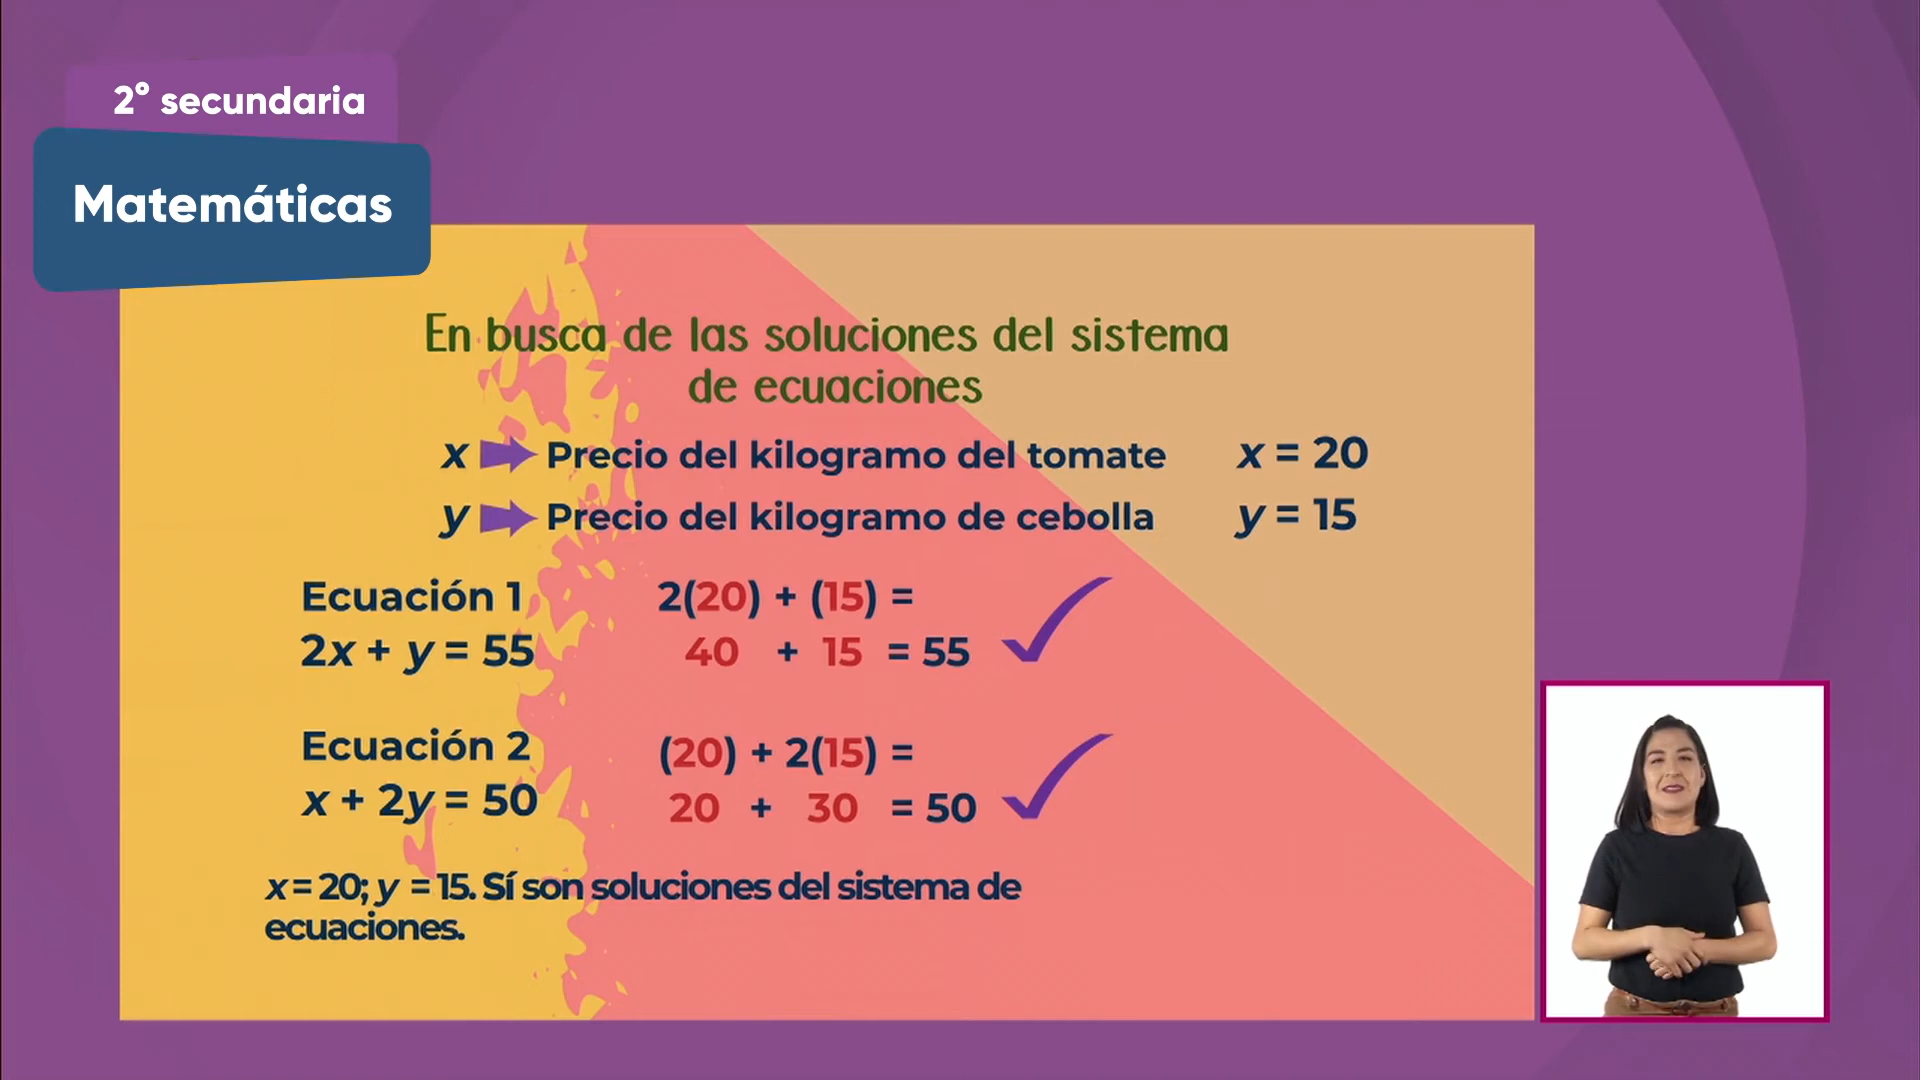 2° secundaria
Matemáticas
En busca de las soluciones del sistema
de ecuaciones
x Precio del kilogramo del tomate x = 20
y Precio del kilogramo de cebolla y = 15
Ecuación 1 2(20) + (15) =
2x + y = 55 40 + 15 = 55
Ecuación 2 (20) + 2(15) =
x + 2y = 50 20 + 30 = 50
x = 20; y = 15. Sí son soluciones del sistema de
ecuaciones.